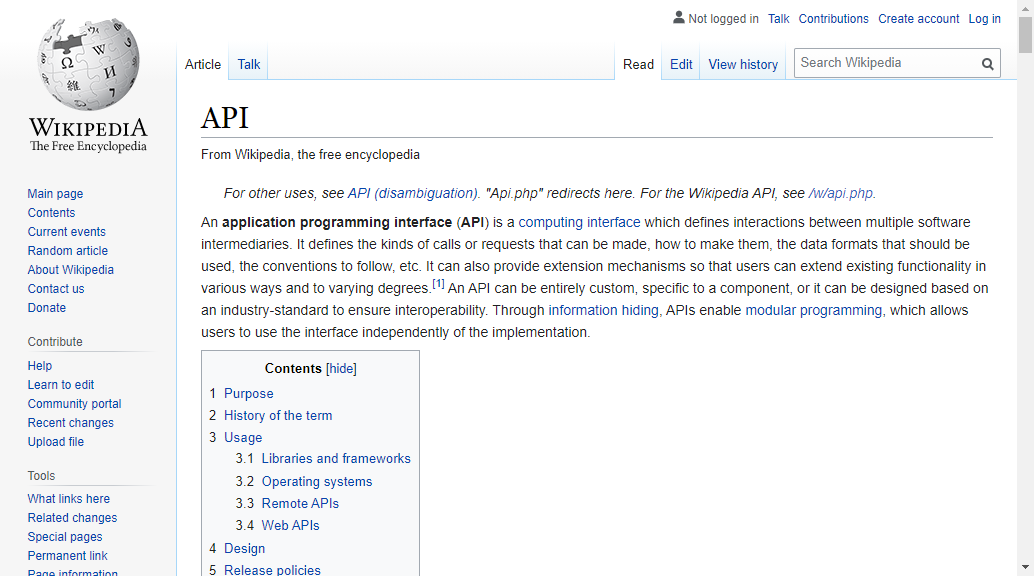 Not logged in Talk Contributions Create account Log in
Article Talk Read Edit View history Search Wikipedia
Ω W И 維 7
WIKIPEDIA
The Free Encyclopedia
Main page
Contents
Current events
Random article
About Wikipedia
Contact us
Donate
Contribute
Help
Learn to edit
Community portal
Recent changes
Upload file
Tools
What links here
Related changes
Special pages
Permanent link
Page information
API
From Wikipedia, the free encyclopedia
For other uses, see API (disambiguation). "Api.php" redirects here. For the Wikipedia API, see /w/api.php.
An application programming interface (API) is a computing interface which defines interactions between multiple software
intermediaries. It defines the kinds of calls or requests that can be made, how to make them, the data formats that should be
used, the conventions to follow, etc. It can also provide extension mechanisms so that users can extend existing functionality in
various ways and to varying degrees.[1] An API can be entirely custom, specific to a component, or it can be designed based on
an industry-standard to ensure interoperability. Through information hiding, APIs enable modular programming, which allows
users to use the interface independently of the implementation.
Contents [hide]
1 Purpose
2 History of the term
3 Usage
3.1 Libraries and frameworks
3.2 Operating systems
3.3 Remote APIs
3.4 Web APIs
4 Design
5 Release policies